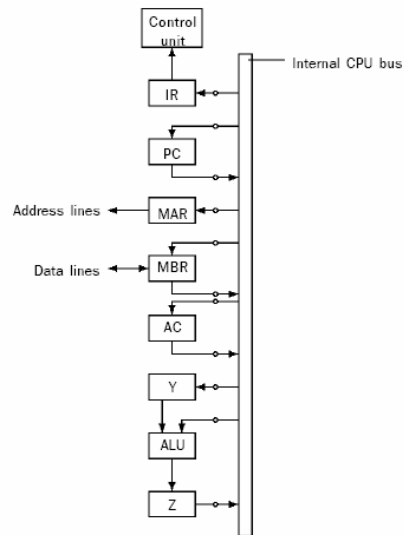 Control
unit
Internal CPU bus
IR
PC
Address lines
MAR
Data lines
MBR
AC
Y
ALU
Z